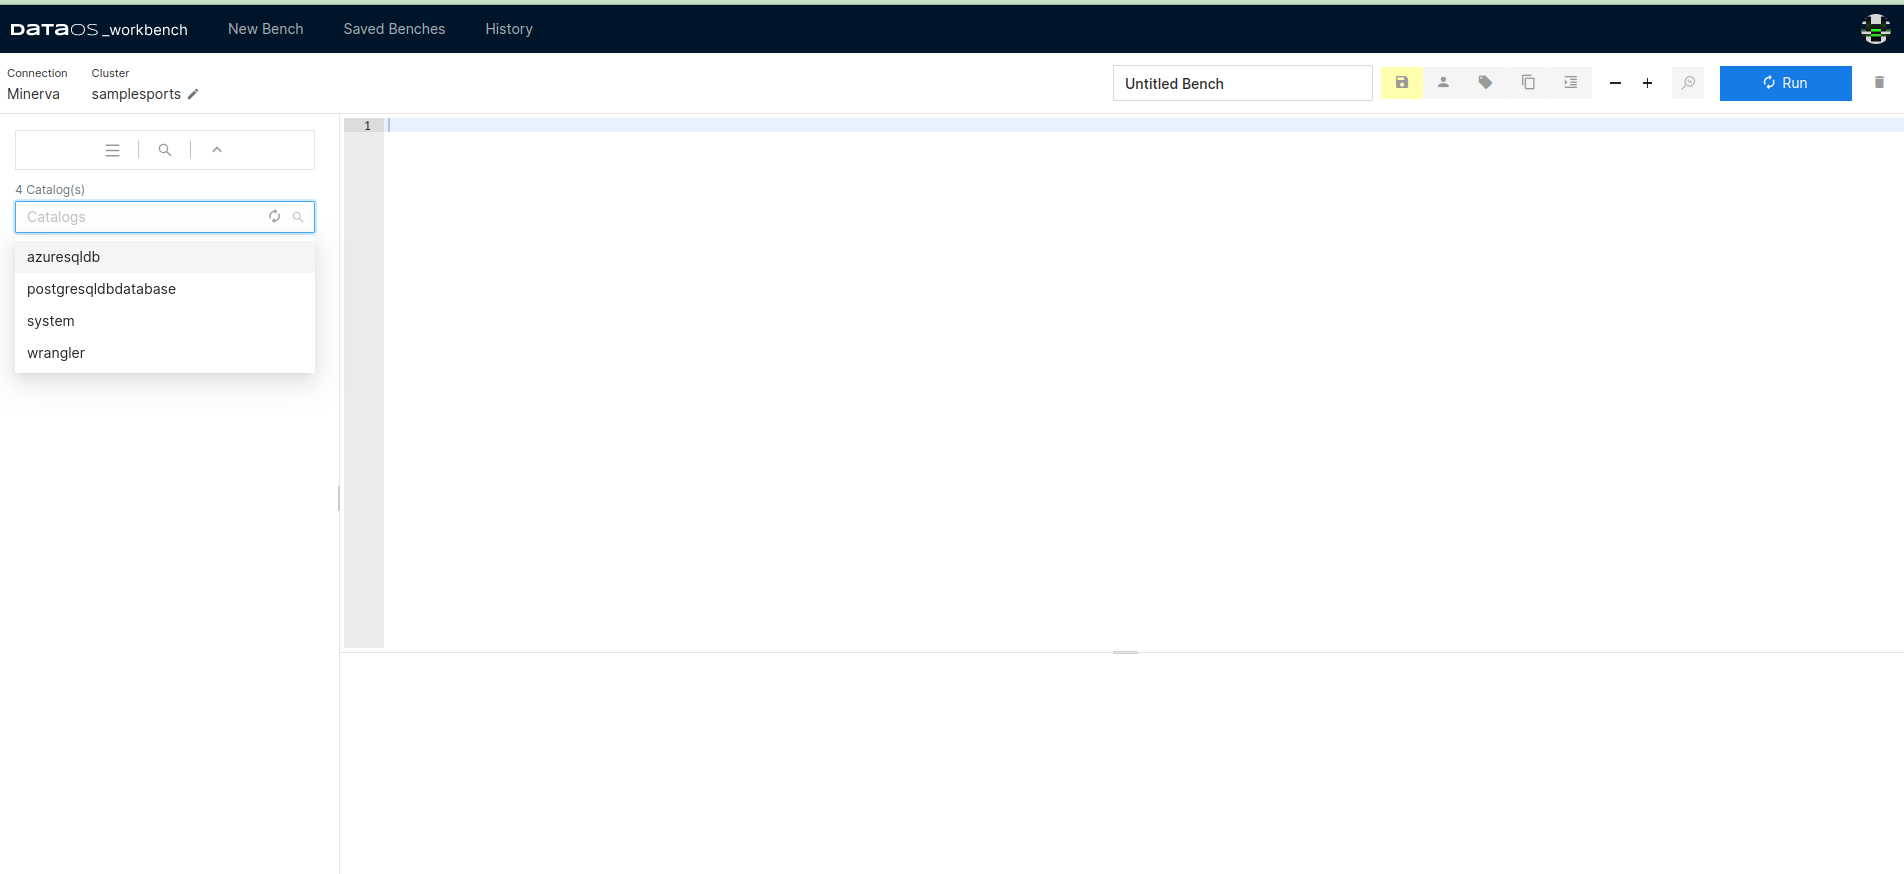 DATAOS _workbench New Bench Saved Benches History
Connection Cluster
Minerva samplesports
Untitled Bench
Run
1
4 Catalog(s)
Catalogs
azuresqldb
postgresqldbdatabase
system
wrangler